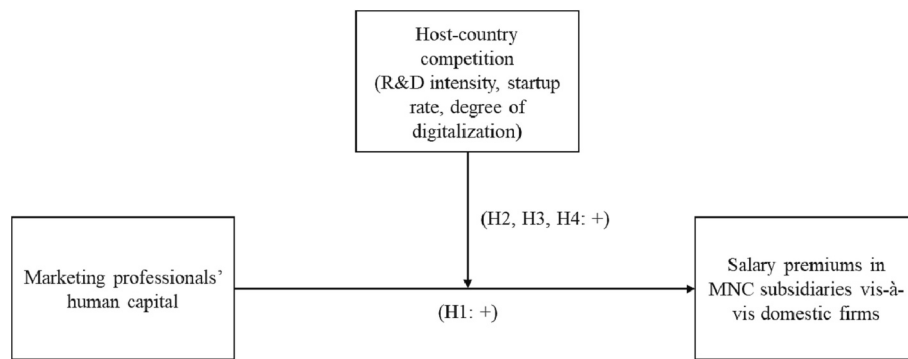 Host-country
competition
(R&D intensity, startup
rate, degree of
digitalization)
(H2, H3, H4: +)
Marketing professionals’
human capital
(H1: +)
Salary premiums in
MNC subsidiaries vis-à-
vis domestic firms